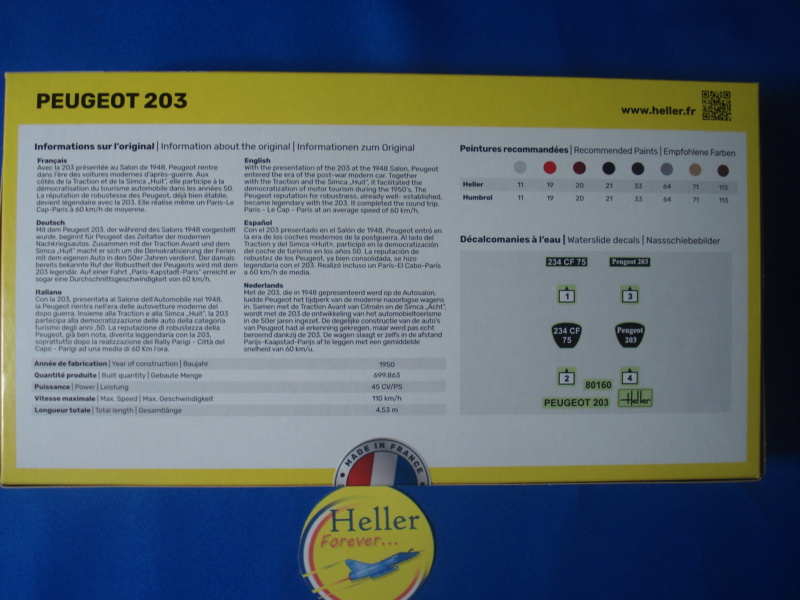 PEUGEOT 203
www.heller.fr
Informations sur l'original | Information about the original | Informationen zum Original
Français
Avec la 203 présentée au Salon de 1948, Peugeot rentre
dans l'ère des voitures modernes d'après-guerre. Aux
côtés de la Traction et de la Simca „Huit", elle participe à la
démocratisation du tourisme automobile dans les années 50.
La réputation de robustesse des Peugeot, déjà bien établie,
devient légendaire avec la 203. Elle réalise même un Paris-Le
Cap-Paris à 60 km/h de moyenne.
Deutsch
Mit dem Peugeot 203, der während des Salons 1948 vorgestellt
wurde, beginnt für Peugeot das Zeitalter der modernen
Nachkriegsautos. Zusammen mit der Traction Avant und dem
Simca „Huit" macht er sich um die Demokratisierung der Ferien
mit dem eigenen Auto in den 50er Jahren verdient. Der damals
bereits bekannte Ruf der Robustheit der Peugeots wird mit dem
203 legendär. Auf einer Fahrt „Paris-Kapstadt-Paris" erreicht er
sogar eine Durchschnittsgeschwindigkeit von 60 km/h.
Italiano
Con la 203, presentata al Salone dell'Automobile nel 1948,
la Peugeot rientra nell'era delle autovetture moderne del
dopo guerra. Insieme alla Traction e alla Simca „Huit", la 203
partecipa alla democratizzazione delle auto della categoria
turismo degli anni ,50. La reputazione di robustezza della
Peugeot, già ben nota, diventa leggendaria con la 203,
soprattutto dopo la realizzazione del Rally Parigi - Città del
Capo - Parigi ad una media di 60 Km l'ora.
English
With the presentation of the 203 at the 1948 Salon, Peugeot
entered the era of the post-war modern car. Together
with the Traction and the Simca „Huit", it facilitated the
democratization of motor tourism during the 1950's. The
Peugeot reputation for robustness, already well- established,
became legendary with the 203. It completed the round trip,
Paris - Le Cap - Paris at an average speed of 60 km/h.
Español
Con el 203 presentado en el Salón de 1948, Peugeot entró en
la era de los coches modernos de la postguerra. Al lado del
Traction y del Simca «Huit», participó en la democratización
del turismo en coche en los años 50. La reputación de
robustez de los Peugeot, ya bien consolidada, se hizo
legendaria con el 203. Realizó incluso un Paris-El Cabo-París
a 60 km/h de media.
Nederlands
Met de 203, die in 1948 gepresenteerd werd op de Autosalon,
luidde Peugeot het tijdperk van de moderne naoorlogse wagens
in. Samen met de Traction Avant van Citroën en de Simca „Acht",
wordt met de 203 de ontwikkeling van het automobieltoerisme
in de 50er jaren ingezet. De degelijke constructie van de auto's
van Peugeot had al erkenning gekregen, maar werd pas echt
beroemd dankzij de 203. De wagen slaagt er zelfs in de afstand
Parijs-Kaapstad-Parijs af te leggen met een gemiddelde
snelheid van 60 km/u.
Année de fabrication | Year of construction | Baujahr 1950
Quantité produite | Built quantity | Gebaute Menge 699.863
Puissance | Power | Leistung 45 CV/PS
Vitesse maximale | Max. Speed | Max. Geschwindigkeit 110 km/h
Longueur totale | Total length | Gesamtlänge 4,53 m
Peintures recommandées | Recommended Paints | Empfohlene Farben
Heller 11 19 20 21 33 64 71 113
Humbrol 11 19 20 21 33 64 71 113
Décalcomanies à l'eau | Waterslide decals | Nassschiebebilder
234 CF 75 Peugeot 203
1 3
234 CF
75
Peugeot
203
2 4
80160
PEUGEOT 203 Heller
MADE IN FRANCE
Heller
Forever...